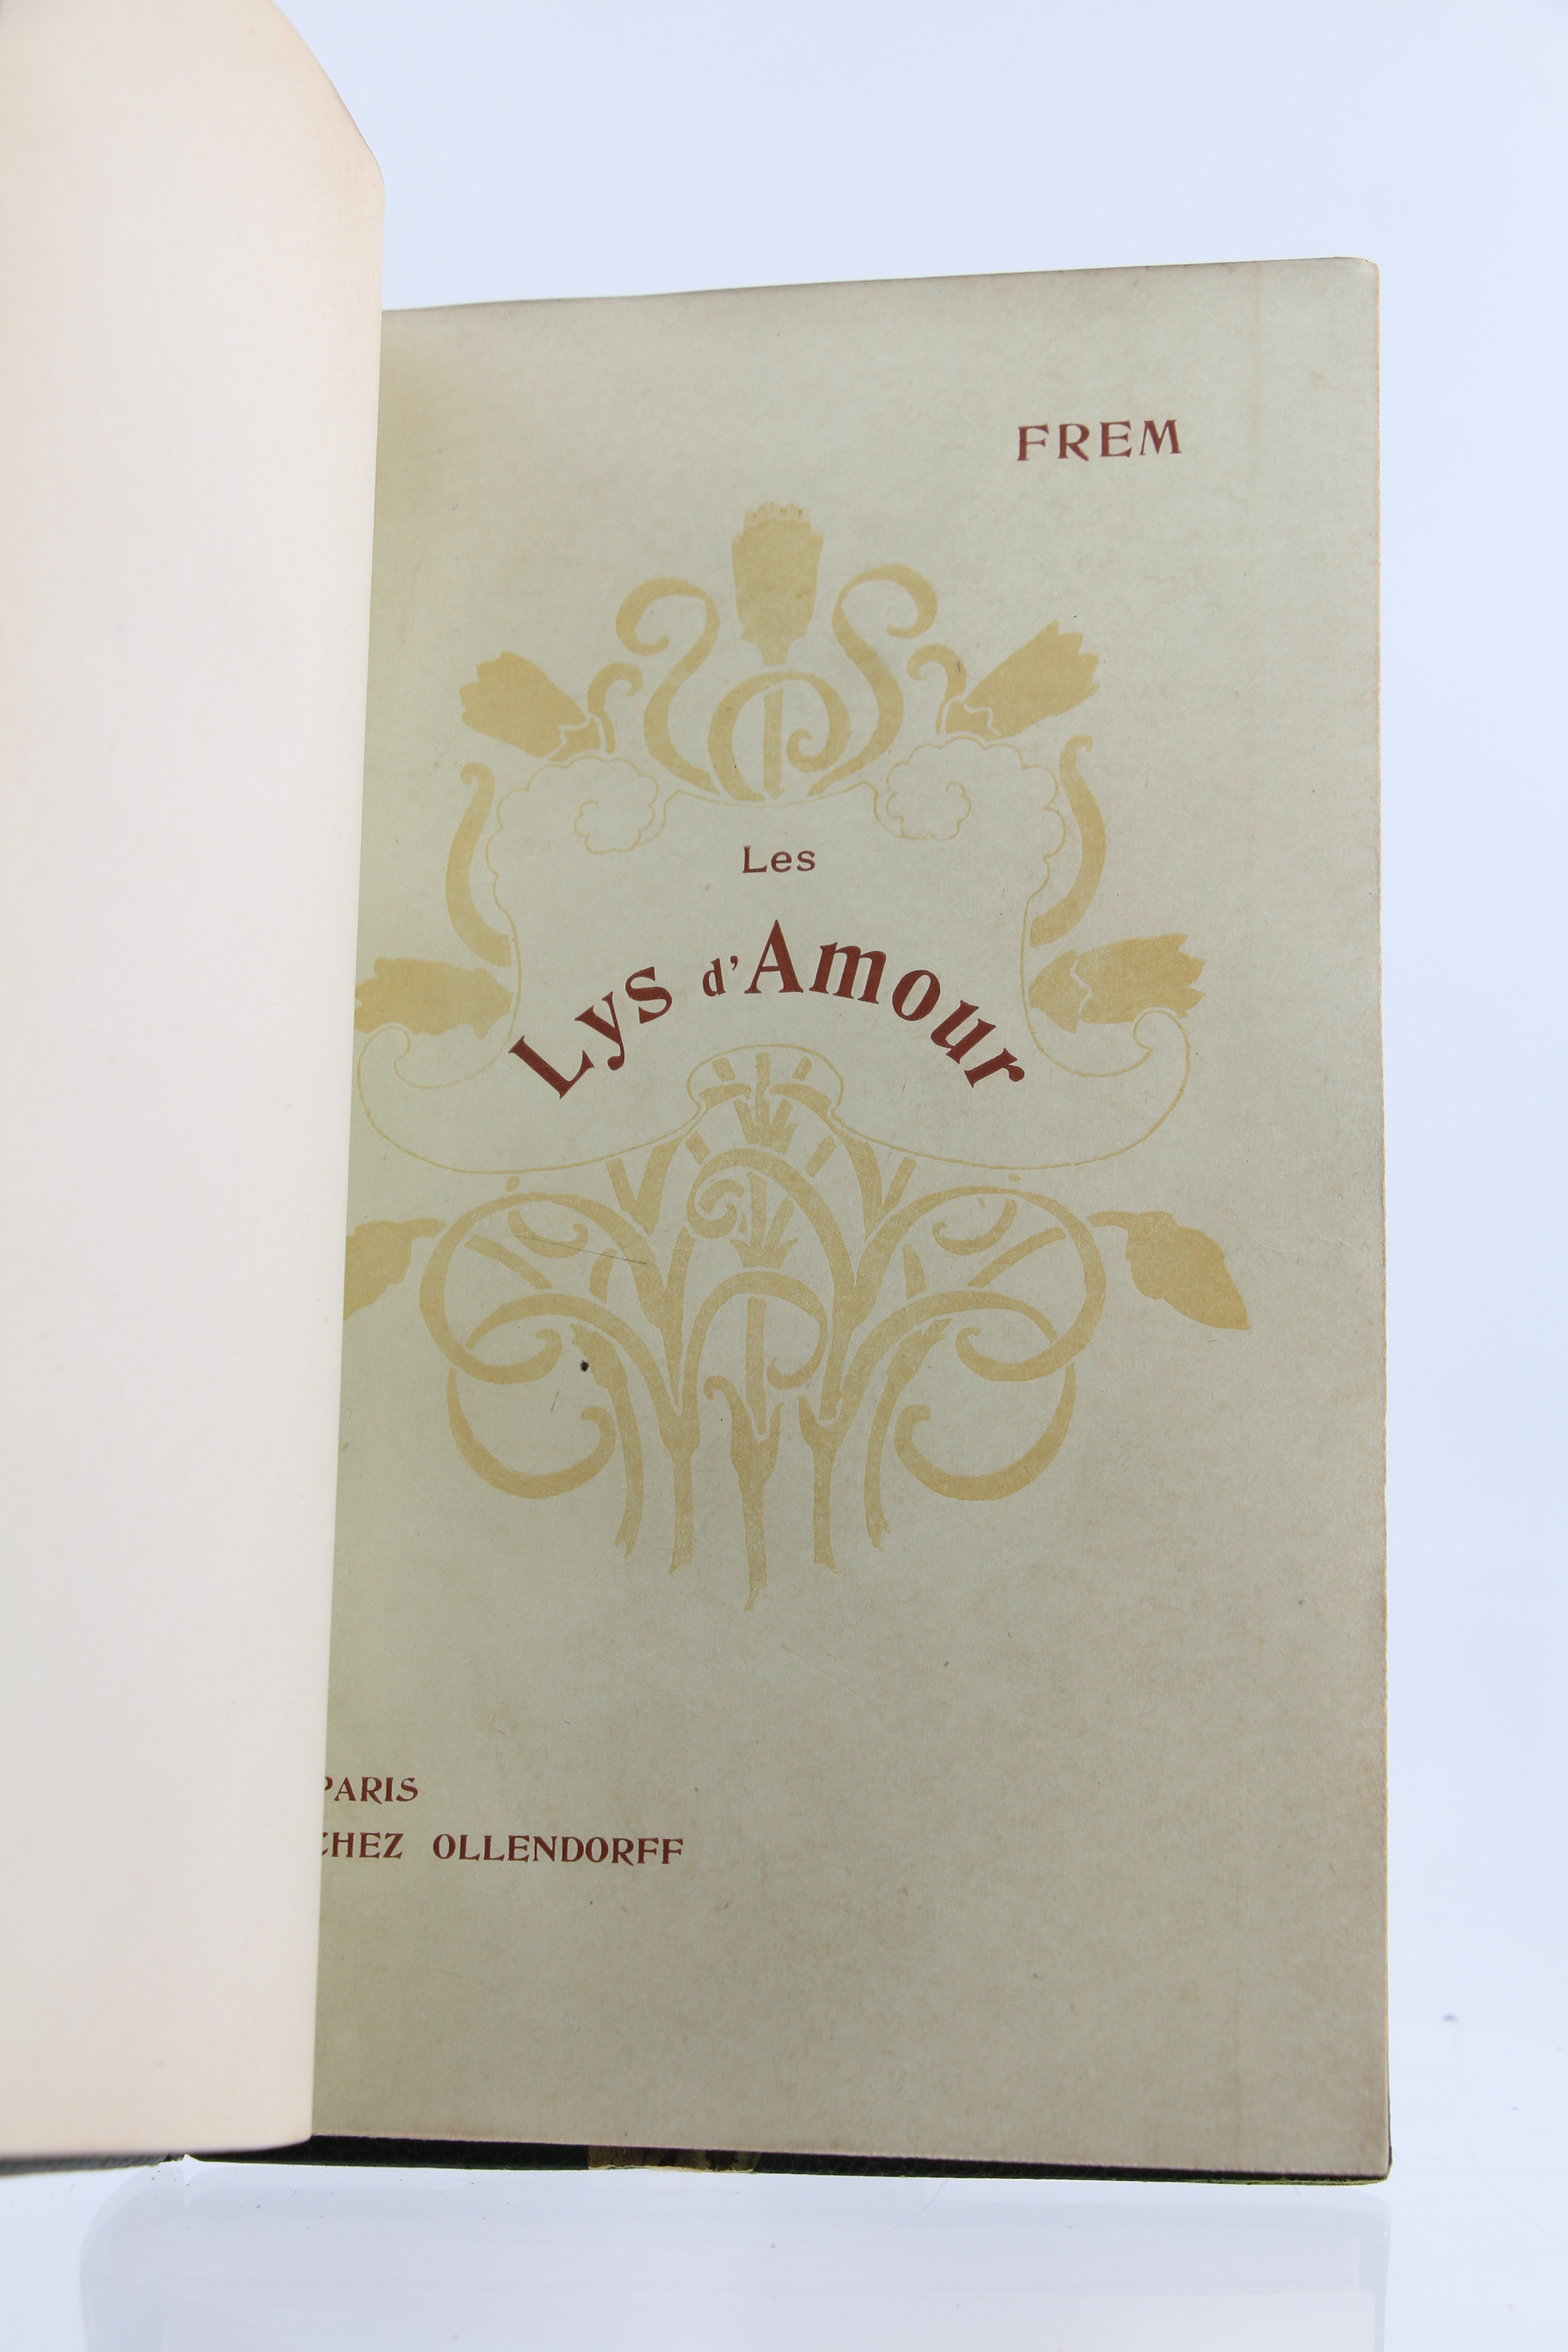 FREM
Les
Lys d'Amour
PARIS
CHEZ OLLENDORFF